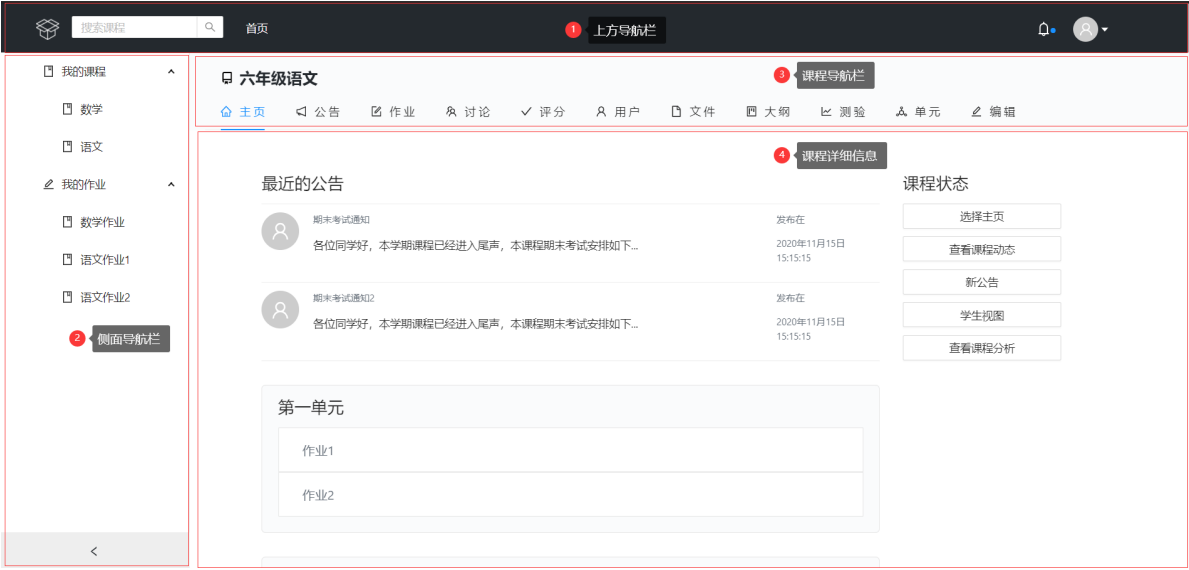 搜索课程
首页
1 上方导航栏
我的课程
数学
语文
我的作业
数学作业
语文作业1
语文作业2
2 侧面导航栏
六年级语文
3 课程导航栏
主页 公告 作业 讨论 评分 用户 文件 大纲 测验 单元 编辑
4 课程详细信息
最近的公告
期末考试通知
发布在
各位同学好，本学期课程已经进入尾声，本课程期末考试安排如下...
2020年11月15日
15:15:15
期末考试通知2
发布在
各位同学好，本学期课程已经进入尾声，本课程期末考试安排如下...
2020年11月15日
15:15:15
第一单元
作业1
作业2
课程状态
选择主页
查看课程动态
新公告
学生视图
查看课程分析